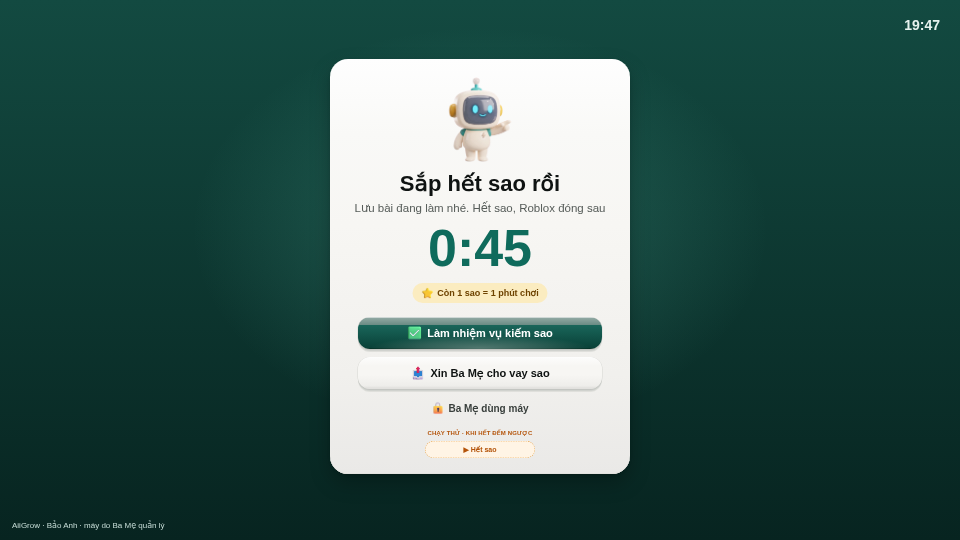 19:47
Sắp hết sao rồi
Lưu bài đang làm nhé. Hết sao, Roblox đóng sau
0:45
Còn 1 sao = 1 phút chơi
Làm nhiệm vụ kiếm sao
Xin Ba Mẹ cho vay sao
Ba Mẹ dùng máy
CHẠY THỬ - KHI HẾT ĐẾM NGƯỢC
▶ Hết sao
AliGrow · Bảo Anh · máy do Ba Mẹ quản lý